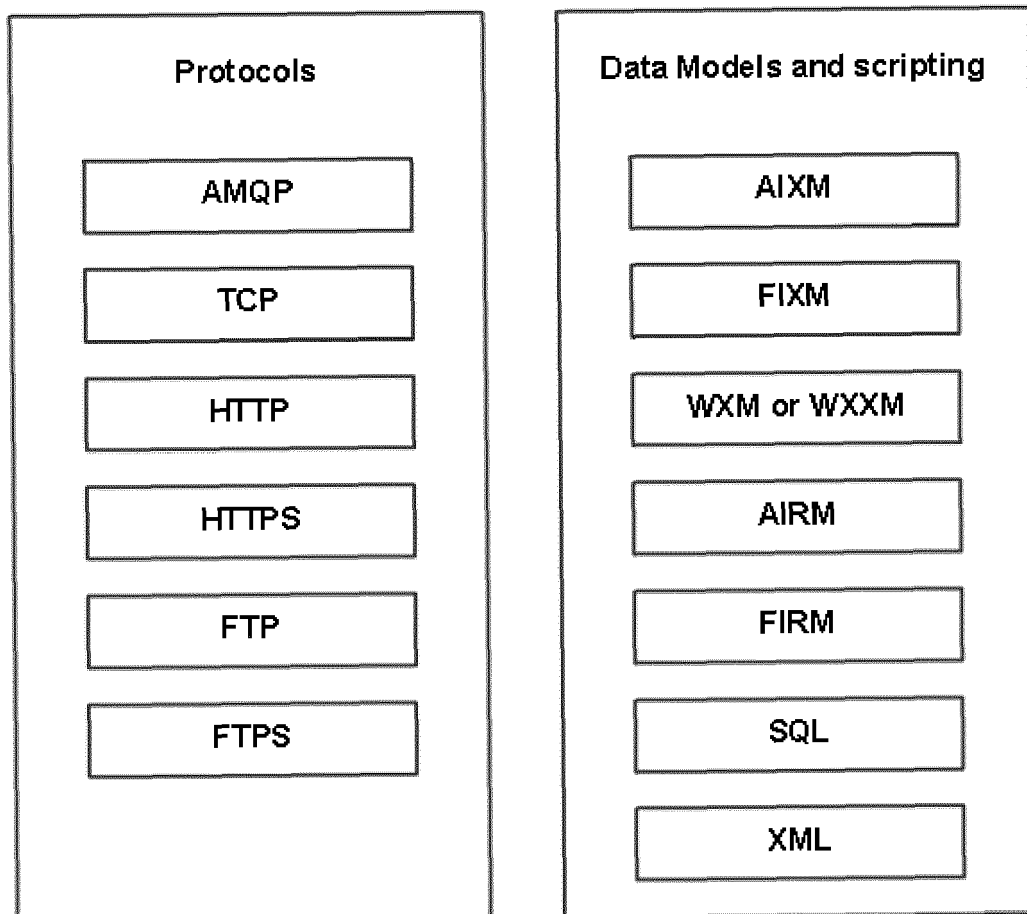 Protocols
AMQP
TCP
HTTP
HTTPS
FTP
FTPS
Data Models and scripting
AIXM
FIXM
WXM or WXXM
AIRM
FIRM
SQL
XML